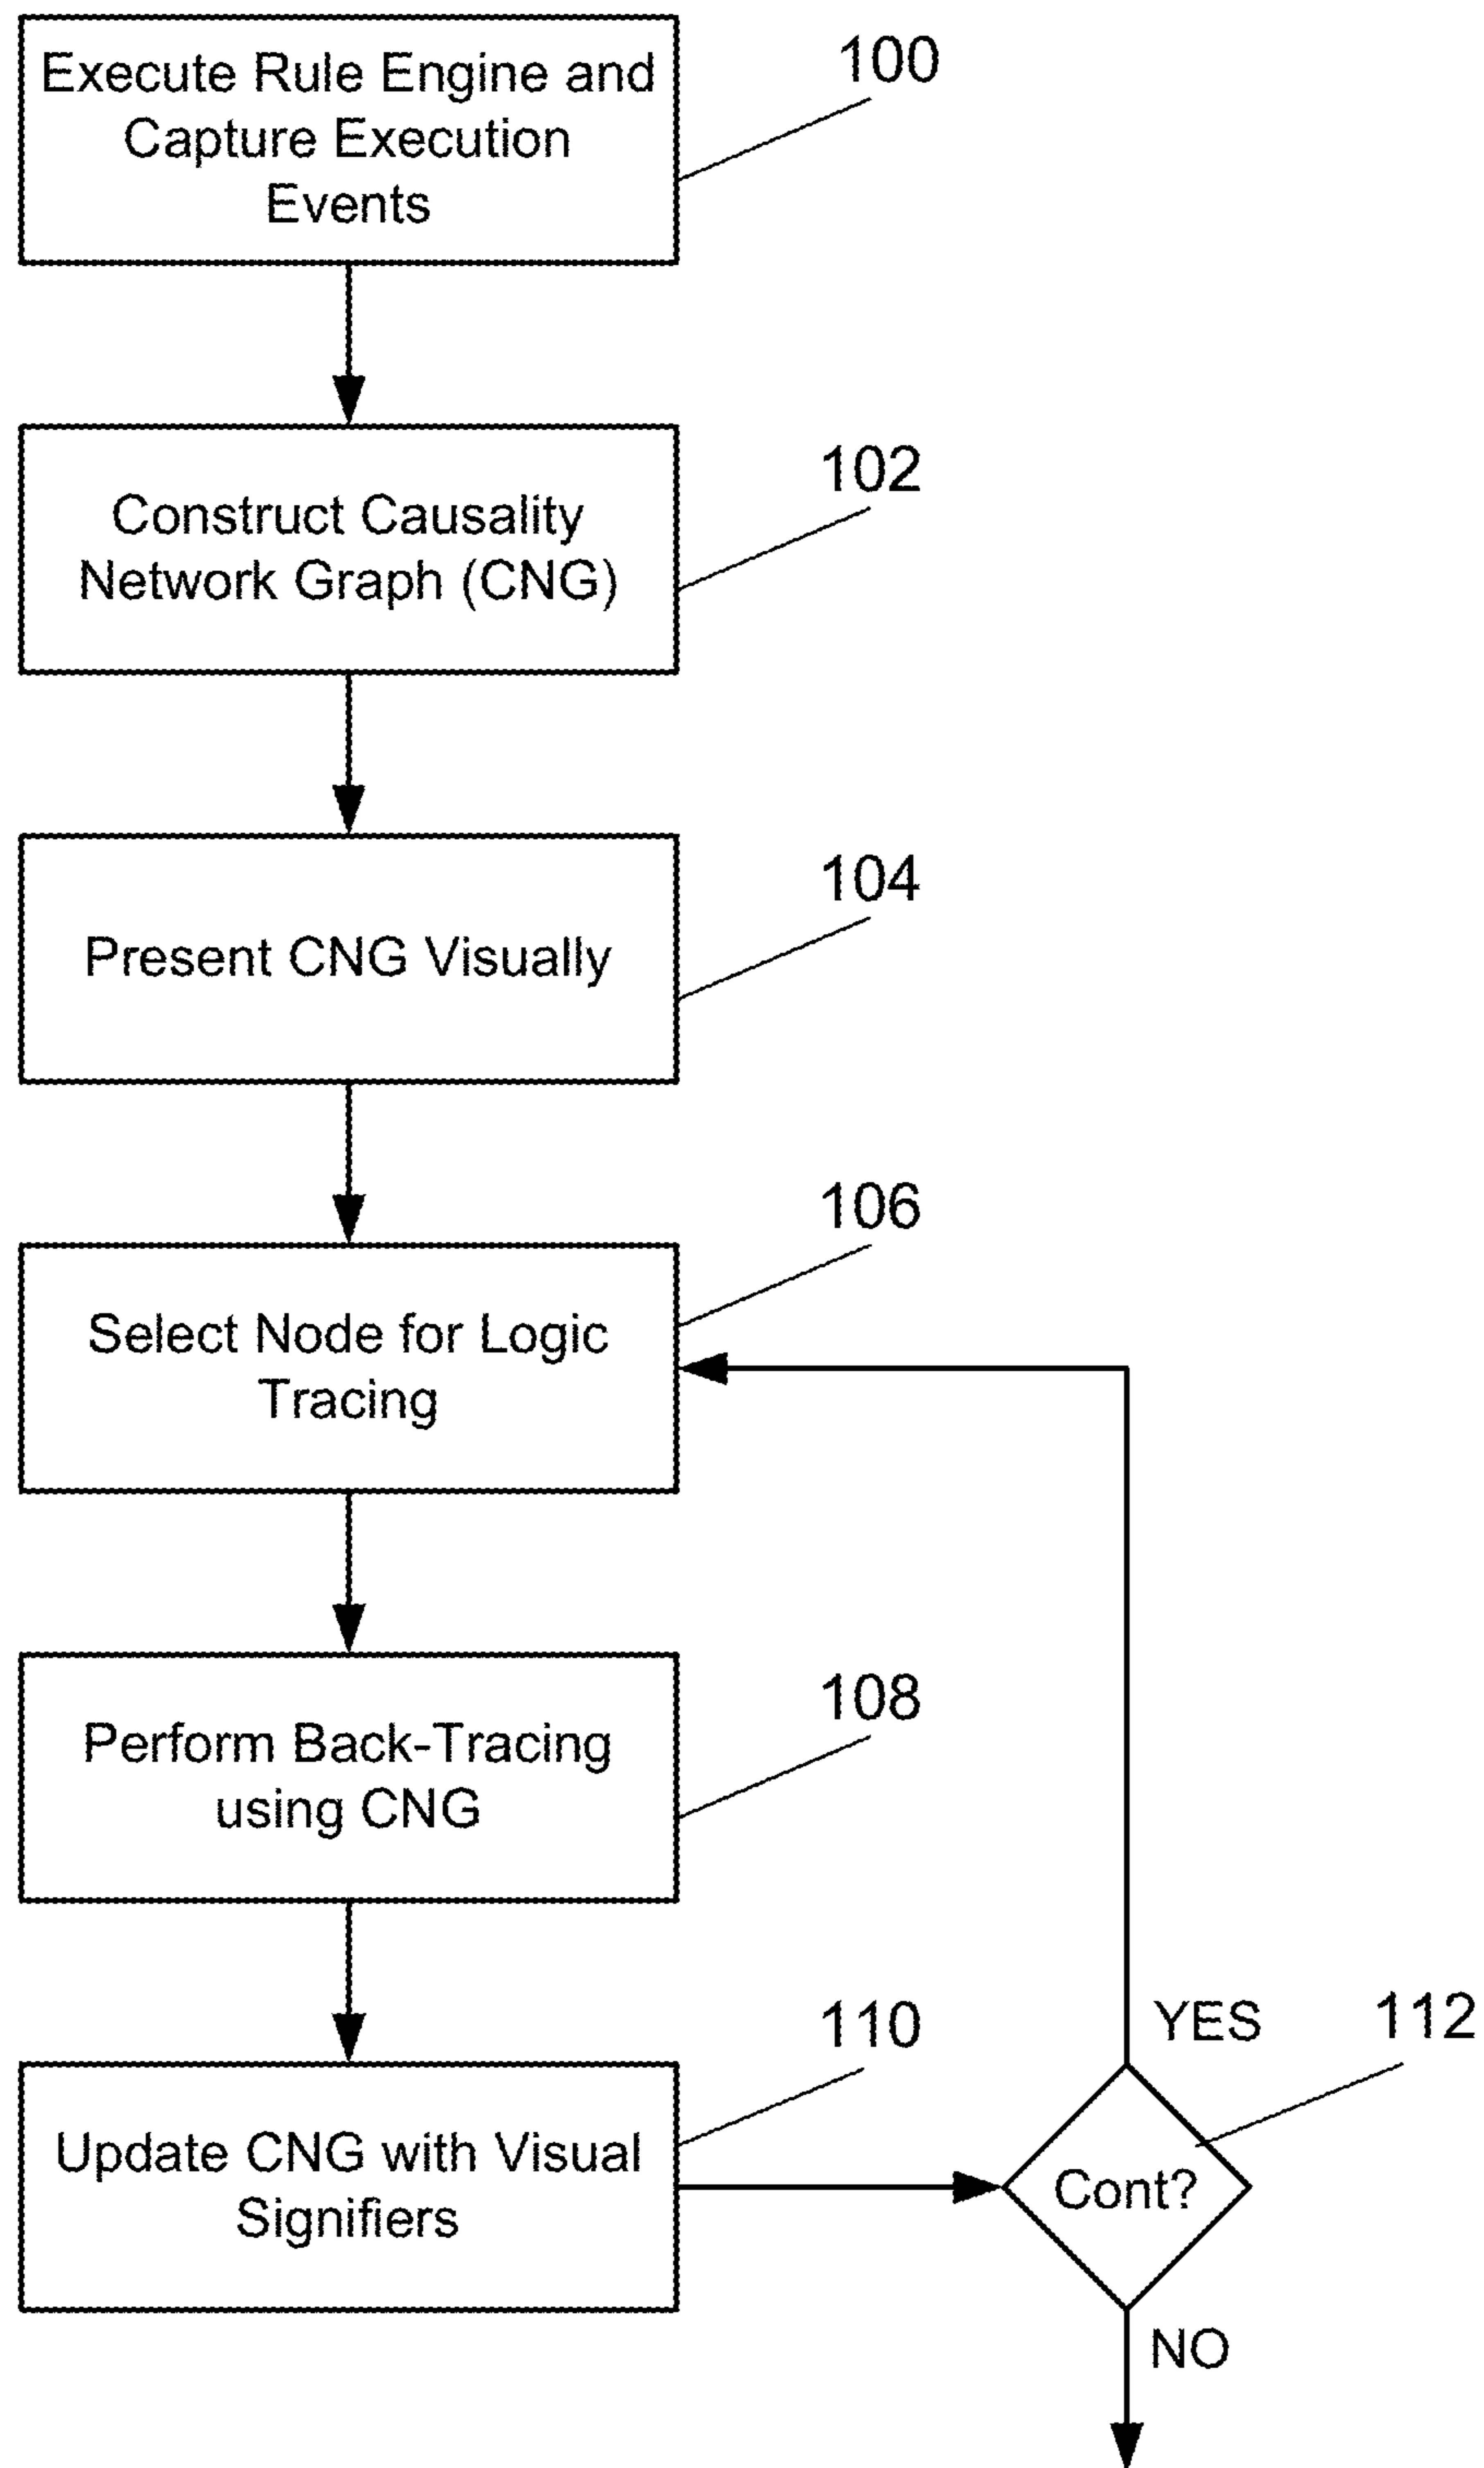 Execute Rule Engine and
Capture Execution
Events
100
Construct Causality
Network Graph (CNG)
102
Present CNG Visually
104
Select Node for Logic
Tracing
106
Perform Back-Tracing
using CNG
108
Update CNG with Visual
Signifiers
110
YES
112
Cont?
NO